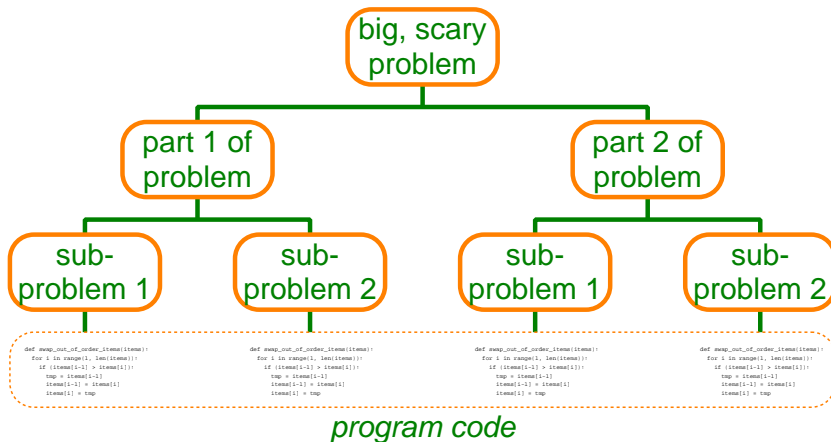 big, scary
problem
part 1 of
problem
part 2 of
problem
sub-
problem 1
sub-
problem 2
sub-
problem 1
sub-
problem 2
def swap_out_of_order_items(items):
for i in range(1, len(items)):
if (items[i-1] > items[i]):
tmp = items[i-1]
items[i-1] = items[i]
items[i] = tmp
def swap_out_of_order_items(items):
for i in range(1, len(items)):
if (items[i-1] > items[i]):
tmp = items[i-1]
items[i-1] = items[i]
items[i] = tmp
def swap_out_of_order_items(items):
for i in range(1, len(items)):
if (items[i-1] > items[i]):
tmp = items[i-1]
items[i-1] = items[i]
items[i] = tmp
def swap_out_of_order_items(items):
for i in range(1, len(items)):
if (items[i-1] > items[i]):
tmp = items[i-1]
items[i-1] = items[i]
items[i] = tmp
program code